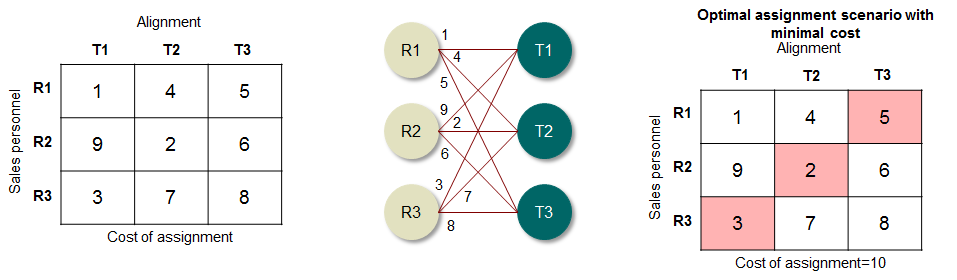 Alignment
T1 T2 T3
Sales personnel
R1 1 4 5
R2 9 2 6
R3 3 7 8
Cost of assignment
R1 1 4 5 T1
R2 9 2 6 T2
R3 3 7 8 T3
Optimal assignment scenario with
minimal cost
Alignment
T1 T2 T3
Sales personnel
R1 1 4 5
R2 9 2 6
R3 3 7 8
Cost of assignment=10